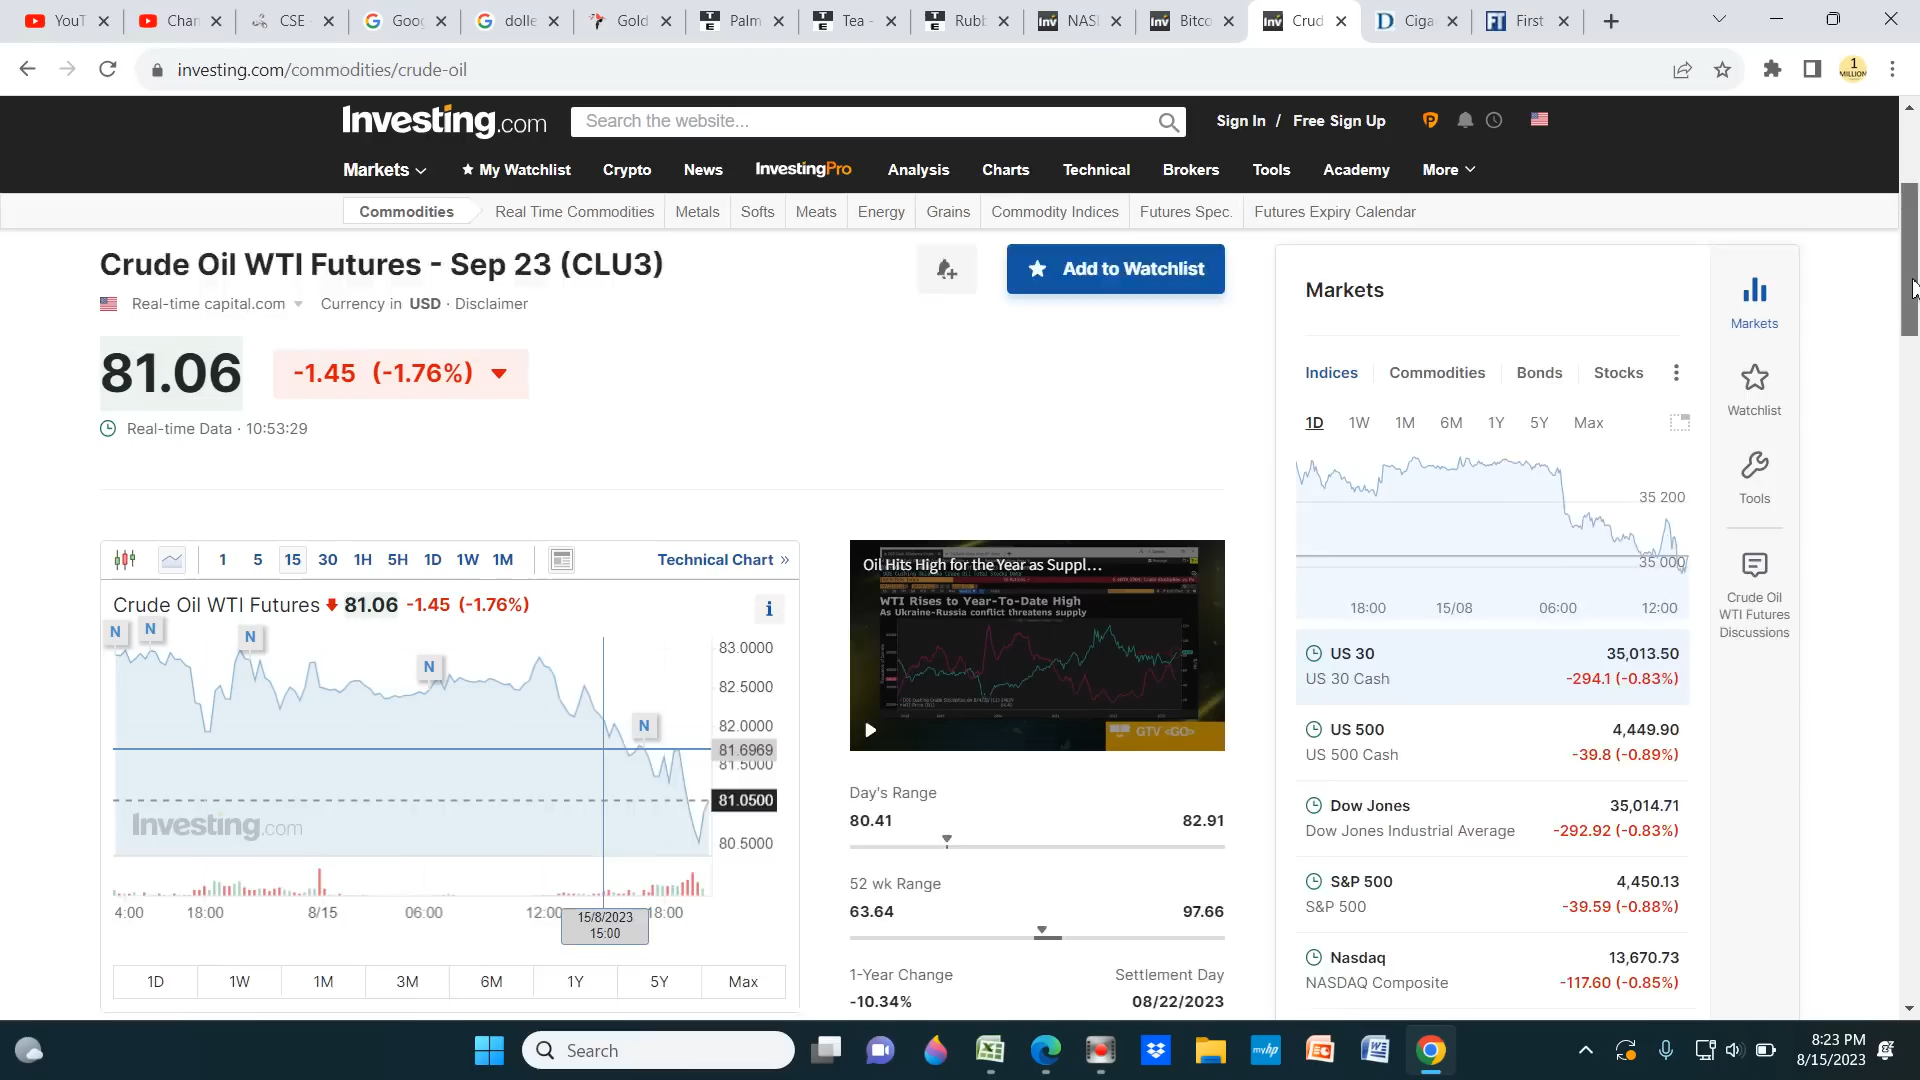 YouT
Chan
CSE
Goog
dolle
Gold
Palm
Tea -
Rubb
NASD
Bitco
Crud
Ciga
First
investing.com/commodities/crude-oil
1 MILLION
Investing.com
Search the website...
Sign In / Free Sign Up
Markets
My Watchlist
Crypto
News
InvestingPro
Analysis
Charts
Technical
Brokers
Tools
Academy
More
Commodities
Real Time Commodities
Metals
Softs
Meats
Energy
Grains
Commodity Indices
Futures Spec.
Futures Expiry Calendar
Crude Oil WTI Futures - Sep 23 (CLU3)
Add to Watchlist
Real-time capital.com
Currency in USD · Disclaimer
81.06
-1.45 (-1.76%)
Real-time Data · 10:53:29
1 5 15 30 1H 5H 1D 1W 1M
Technical Chart »
Crude Oil WTI Futures 81.06 -1.45 (-1.76%)
i
N
N
N
N
N
83.0000
82.5000
82.0000
81.6969
81.5000
81.0500
80.5000
Investing.com
4:00
18:00
8/15
06:00
12:00
18:00
15/8/2023
15:00
1D 1W 1M 3M 6M 1Y 5Y Max
Oil Hits High for the Year as Suppl...
WTI Rises to Year-To-Date High
As Ukraine-Russia conflict threatens supply
GTV <GO>
Day's Range
80.41 82.91
52 wk Range
63.64 97.66
1-Year Change Settlement Day
-10.34% 08/22/2023
Markets
Indices
Commodities
Bonds
Stocks
1D 1W 1M 6M 1Y 5Y Max
35 200
35 000
18:00 15/08 06:00 12:00
US 30 35,013.50
US 30 Cash -294.1 (-0.83%)
US 500 4,449.90
US 500 Cash -39.8 (-0.89%)
Dow Jones 35,014.71
Dow Jones Industrial Average -292.92 (-0.83%)
S&P 500 4,450.13
S&P 500 -39.59 (-0.88%)
Nasdaq 13,670.73
NASDAQ Composite -117.60 (-0.85%)
Markets
Watchlist
Tools
Crude Oil
WTI Futures
Discussions
Search
8:23 PM
8/15/2023